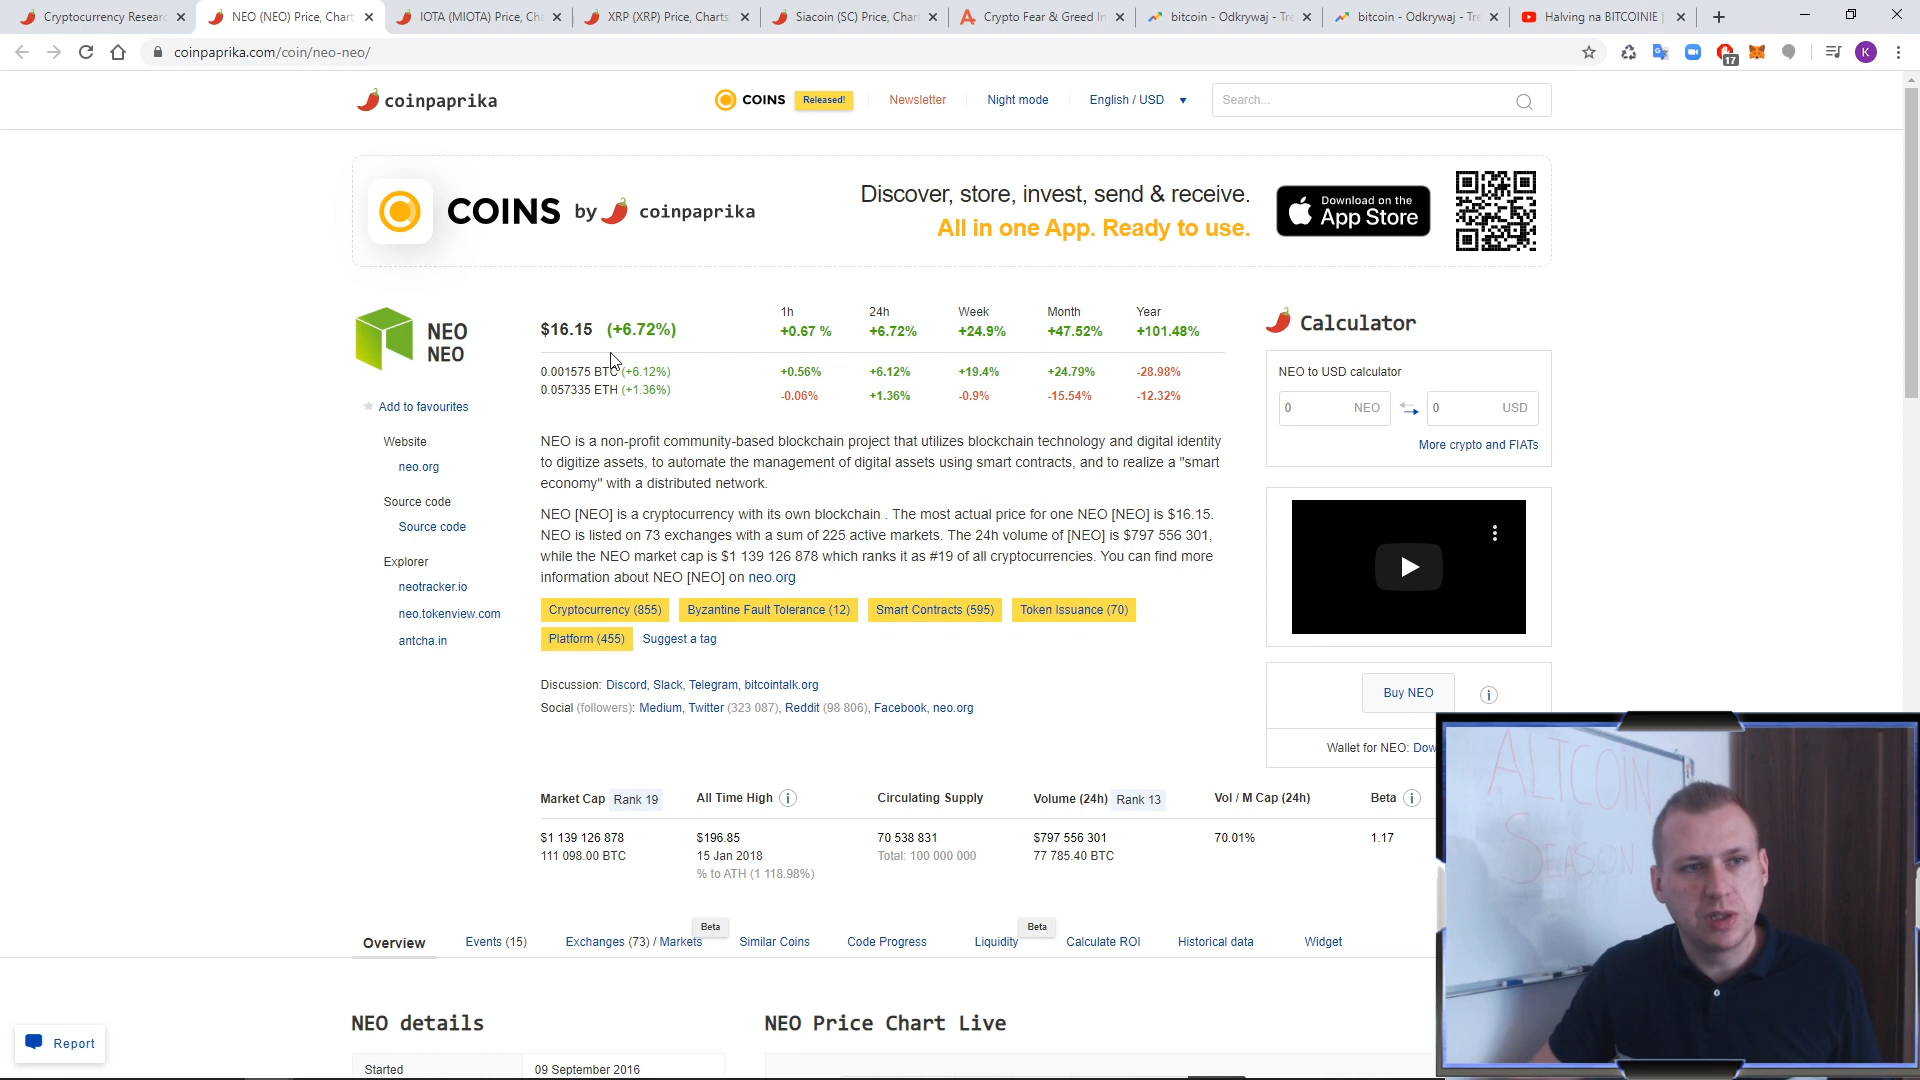 Cryptocurrency Researc
NEO (NEO) Price, Chart
IOTA (MIOTA) Price, Ch
XRP (XRP) Price, Charts
Siacoin (SC) Price, Chart
Crypto Fear & Greed In
bitcoin - Odkrywaj - Tre
bitcoin - Odkrywaj - Tre
Halving na BITCOINIE |
coinpaprika.com/coin/neo-neo/
17
K
coinpaprika
COINS Released!
Newsletter
Night mode
English / USD
Search...
COINS by coinpaprika
Discover, store, invest, send & receive.
All in one App. Ready to use.
Download on the
App Store
NEO
NEO
Add to favourites
Website
neo.org
Source code
Source code
Explorer
neotracker.io
neo.tokenview.com
antcha.in
$16.15 (+6.72%)
1h 24h Week Month Year
+0.67 % +6.72% +24.9% +47.52% +101.48%
0.001575 BTC (+6.12%) +0.56% +6.12% +19.4% +24.79% -28.98%
0.057335 ETH (+1.36%) -0.06% +1.36% -0.9% -15.54% -12.32%
NEO is a non-profit community-based blockchain project that utilizes blockchain technology and digital identity
to digitize assets, to automate the management of digital assets using smart contracts, and to realize a "smart
economy" with a distributed network.
NEO [NEO] is a cryptocurrency with its own blockchain . The most actual price for one NEO [NEO] is $16.15.
NEO is listed on 73 exchanges with a sum of 225 active markets. The 24h volume of [NEO] is $797 556 301,
while the NEO market cap is $1 139 126 878 which ranks it as #19 of all cryptocurrencies. You can find more
information about NEO [NEO] on neo.org
Cryptocurrency (855) Byzantine Fault Tolerance (12) Smart Contracts (595) Token Issuance (70)
Platform (455) Suggest a tag
Discussion: Discord, Slack, Telegram, bitcointalk.org
Social (followers): Medium, Twitter (323 087), Reddit (98 806), Facebook, neo.org
Calculator
NEO to USD calculator
0 NEO 0 USD
More crypto and FIATs
Buy NEO
Wallet for NEO: Dow
Market Cap Rank 19 All Time High Circulating Supply Volume (24h) Rank 13 Vol / M Cap (24h) Beta
$1 139 126 878 $196.85 70 538 831 $797 556 301 70.01% 1.17
111 098.00 BTC 15 Jan 2018 Total: 100 000 000 77 785.40 BTC
% to ATH (1 118.98%)
Beta Beta
Overview Events (15) Exchanges (73) / Markets Similar Coins Code Progress Liquidity Calculate ROI Historical data Widget
NEO details
NEO Price Chart Live
Started 09 September 2016
Report
ALTCOIN
SEASON